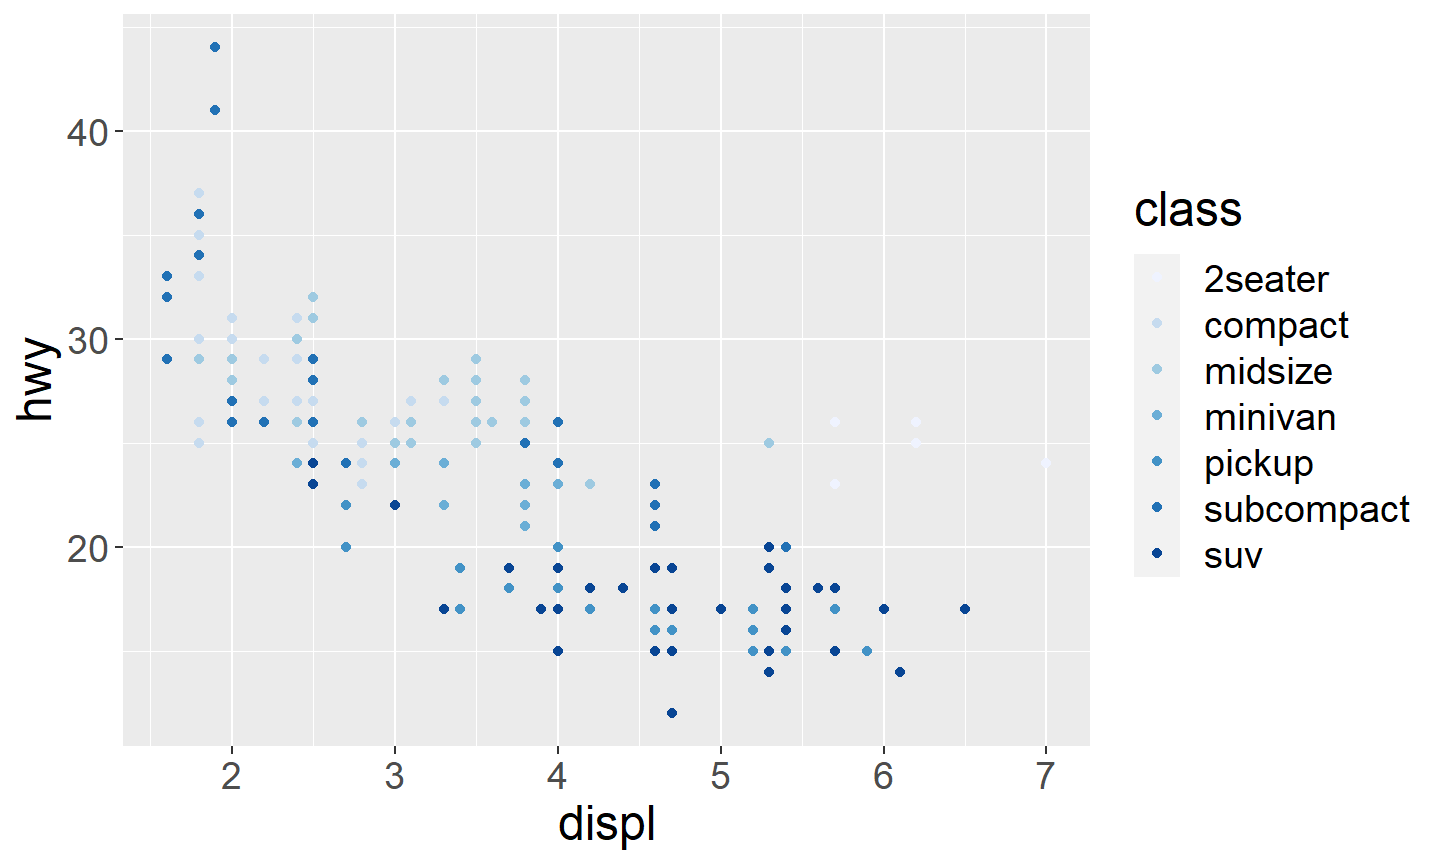 hwy
40
30
20
2 3 4 5 6 7
displ
class
2seater
compact
midsize
minivan
pickup
subcompact
suv